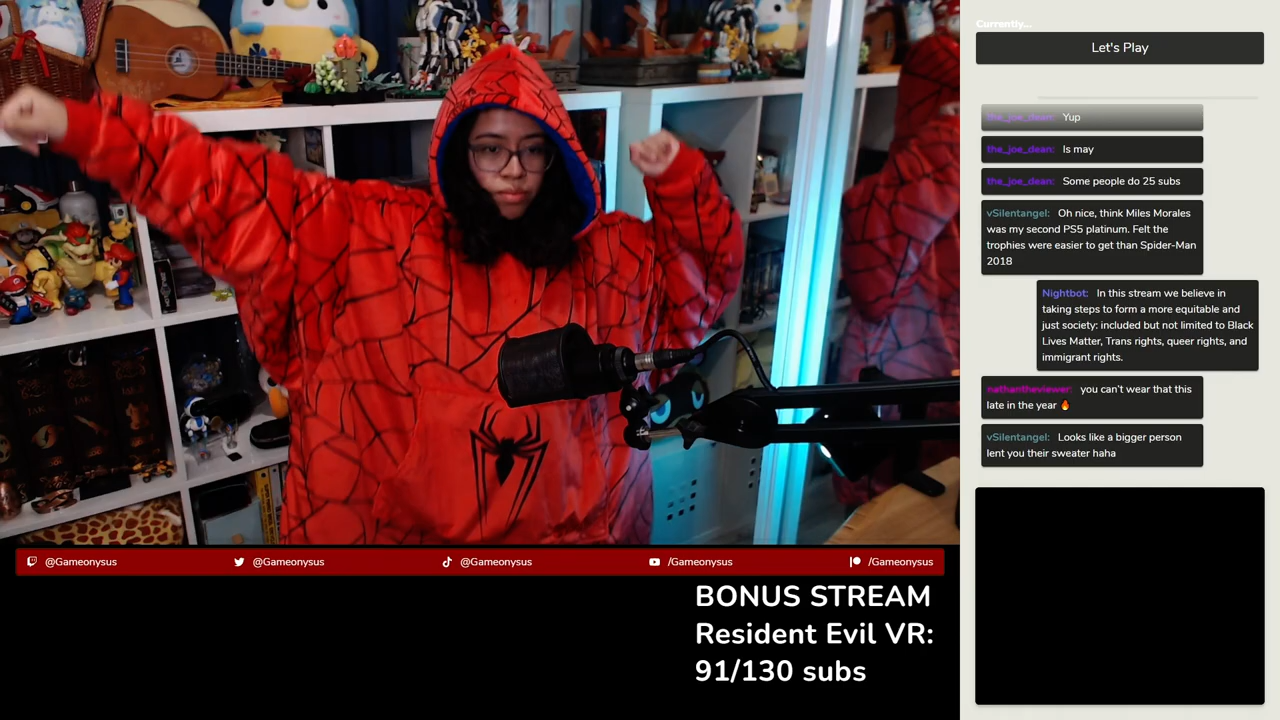 Currently...
Let's Play
the_joe_dean: Yup
the_joe_dean: Is may
the_joe_dean: Some people do 25 subs
vSilentangel: Oh nice, think Miles Morales
was my second PS5 platinum. Felt the
trophies were easier to get than Spider-Man
2018
Nightbot: In this stream we believe in
taking steps to form a more equitable and
just society: included but not limited to Black
Lives Matter, Trans rights, queer rights, and
immigrant rights.
nathantheviewer: you can't wear that this
late in the year 🔥
vSilentangel: Looks like a bigger person
lent you their sweater haha
@Gameonysus
@Gameonysus
@Gameonysus
/Gameonysus
/Gameonysus
BONUS STREAM
Resident Evil VR:
91/130 subs